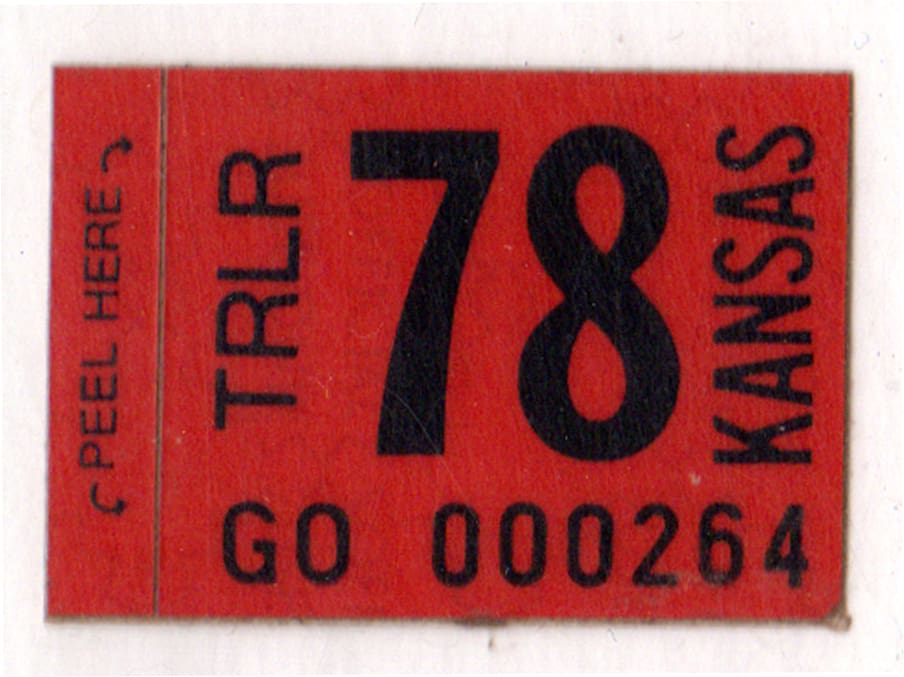 PEEL HERE
TRLR
78
KANSAS
GO 000264